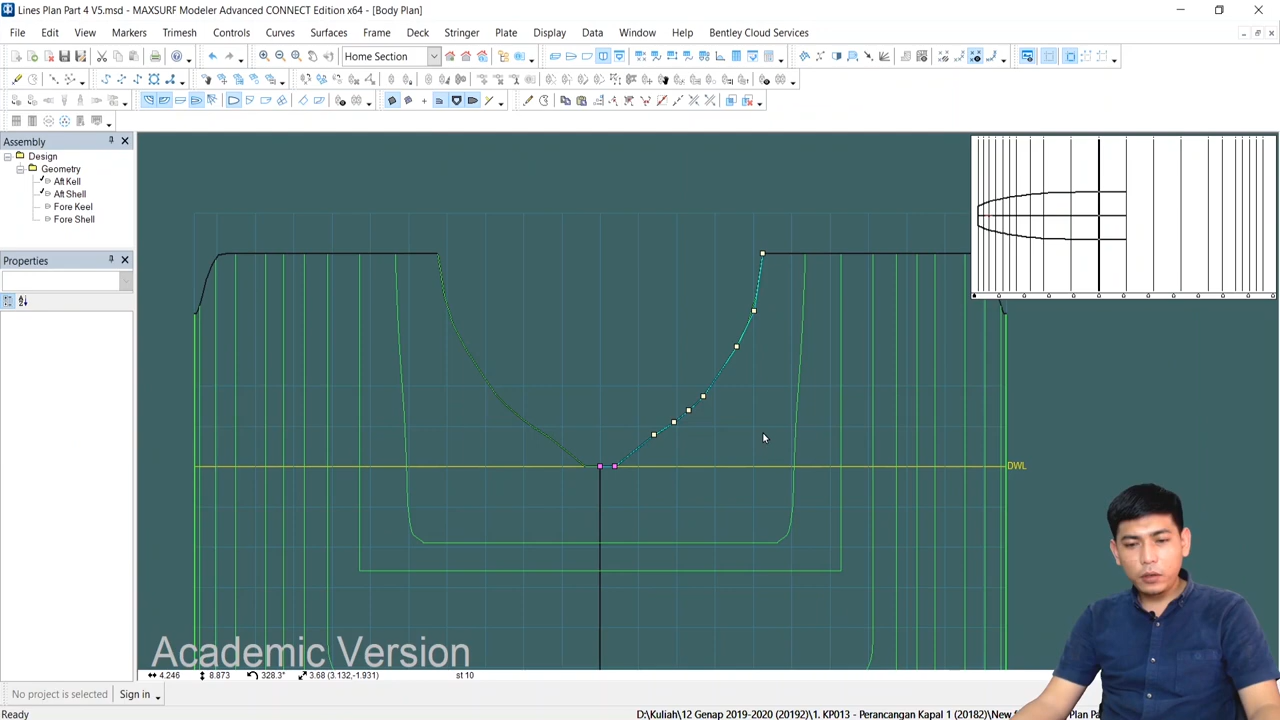 Lines Plan Part 4 V5.msd - MAXSURF Modeler Advanced CONNECT Edition x64 - [Body Plan]
File Edit View Markers Trimesh Controls Curves Surfaces Frame Deck Stringer Plate Display Data Window Help Bentley Cloud Services
Home Section
Assembly
Design
Geometry
Aft Kell
Aft Shell
Fore Keel
Fore Shell
Properties
DWL
Academic Version
4.246 8.873 328.3° 3.68 (3.132,-1.931) st 10
No project is selected Sign in
Ready D:\Kuliah\12 Genap 2019-2020 (20192)\1. KP013 - Perancangan Kapal 1 (20182)\New